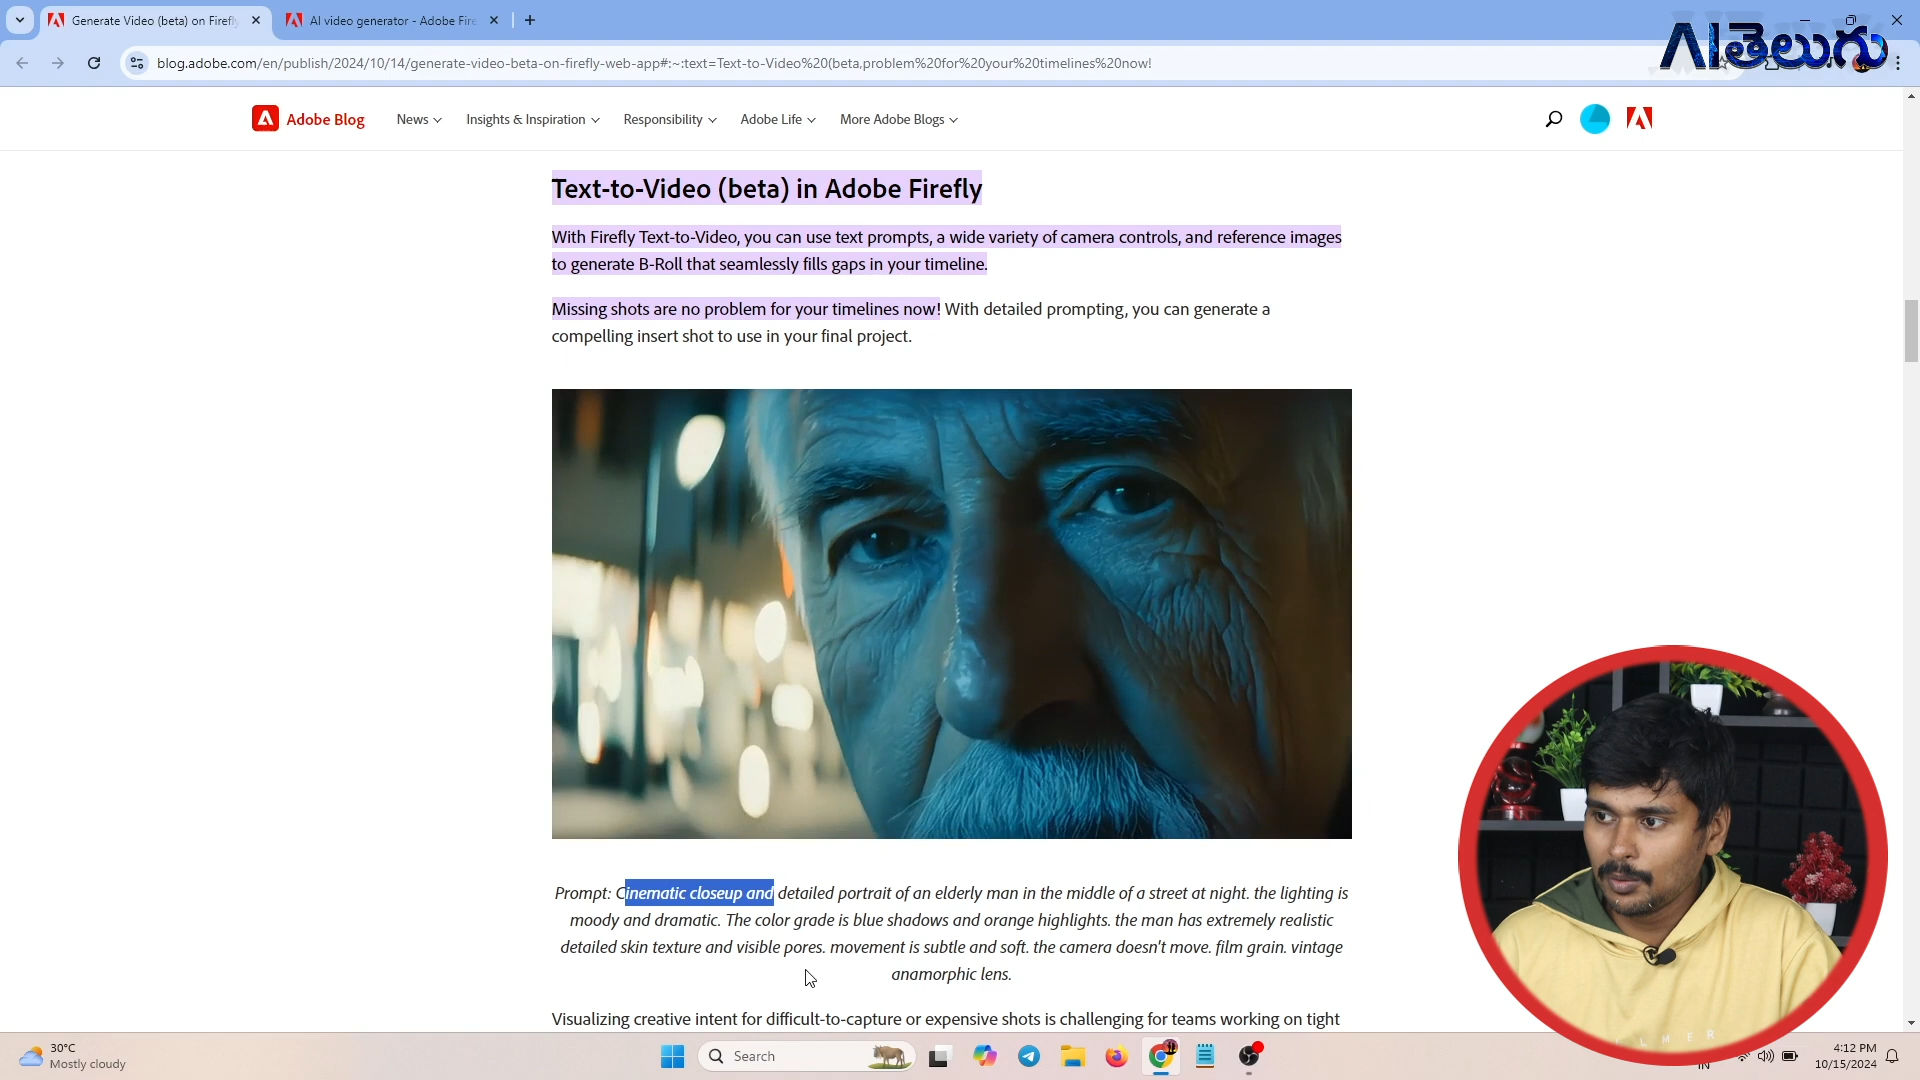 Generate Video (beta) on Firefly
AI video generator - Adobe Fire
AIతెలుగు
blog.adobe.com/en/publish/2024/10/14/generate-video-beta-on-firefly-web-app#:~:text=Text-to-Video%20(beta,problem%20for%20your%20timelines%20now!
Adobe Blog
News
Insights & Inspiration
Responsibility
Adobe Life
More Adobe Blogs
Text-to-Video (beta) in Adobe Firefly
With Firefly Text-to-Video, you can use text prompts, a wide variety of camera controls, and reference images
to generate B-Roll that seamlessly fills gaps in your timeline.
Missing shots are no problem for your timelines now! With detailed prompting, you can generate a
compelling insert shot to use in your final project.
Prompt: Cinematic closeup and detailed portrait of an elderly man in the middle of a street at night. the lighting is
moody and dramatic. The color grade is blue shadows and orange highlights. the man has extremely realistic
detailed skin texture and visible pores. movement is subtle and soft. the camera doesn't move. film grain. vintage
anamorphic lens.
Visualizing creative intent for difficult-to-capture or expensive shots is challenging for teams working on tight
30°C
Mostly cloudy
Search
IN
4:12 PM
10/15/2024